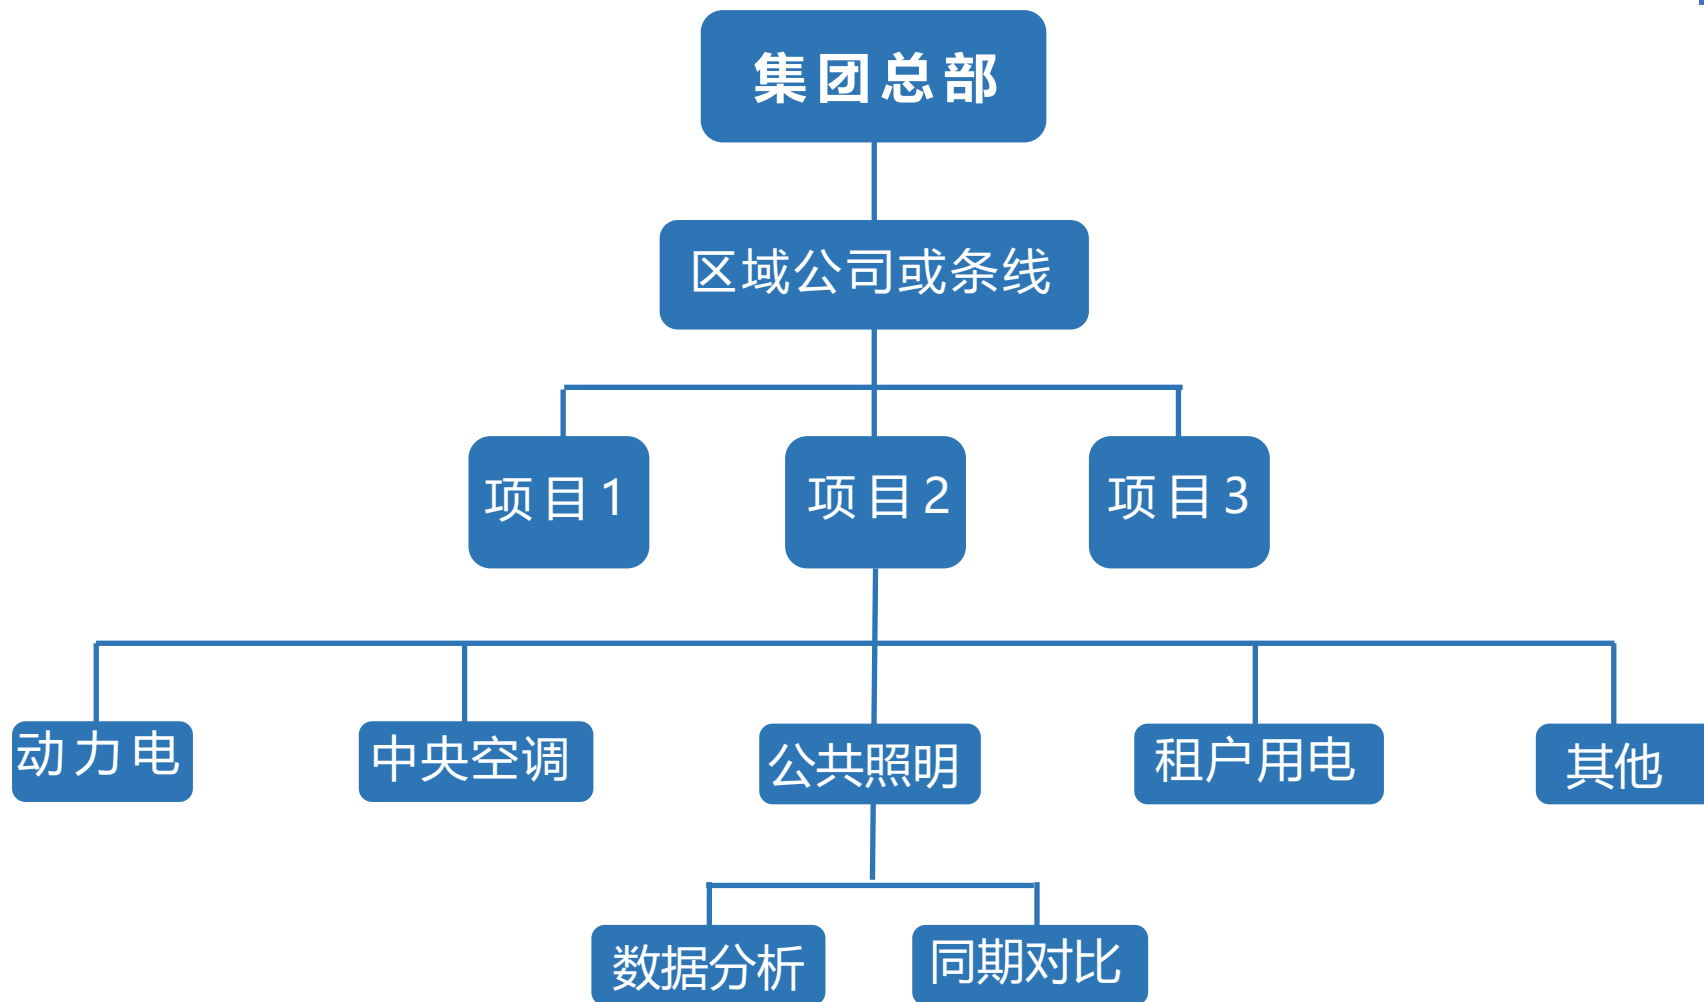 集团总部
区域公司或条线
项目1
项目2
项目3
动力电
中央空调
公共照明
租户用电
其他
数据分析
同期对比